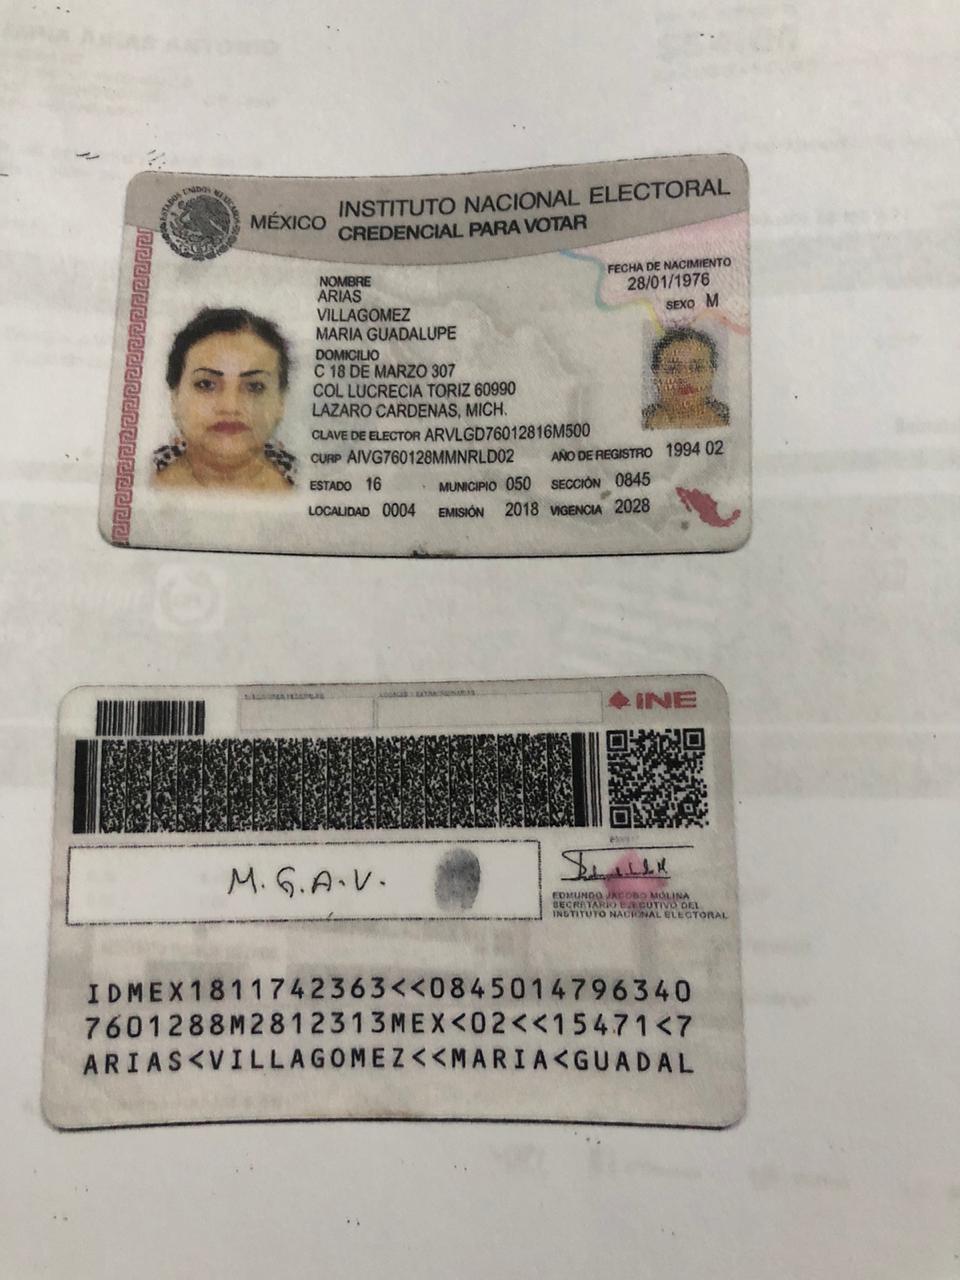 MÉXICO INSTITUTO NACIONAL ELECTORAL
CREDENCIAL PARA VOTAR
FECHA DE NACIMIENTO
28/01/1976
SEXO M
NOMBRE
ARIAS
VILLAGOMEZ
MARIA GUADALUPE
DOMICILIO
C 18 DE MARZO 307
COL LUCRECIA TORIZ 60990
LAZARO CARDENAS, MICH.
CLAVE DE ELECTOR ARVLGD76012816M500
CURP AIVG760128MMNRLD02 AÑO DE REGISTRO 1994 02
ESTADO 16 MUNICIPIO 050 SECCIÓN 0845
LOCALIDAD 0004 EMISIÓN 2018 VIGENCIA 2028
INE
M.G.A.V.
EDMUNDO JACOBO MOLINA
SECRETARIO EJECUTIVO DEL
INSTITUTO NACIONAL ELECTORAL
IDMEX1811742363<<0845014796340
7601288M2812313MEX<02<<15471<7
ARIAS<VILLAGOMEZ<<MARIA<GUADAL